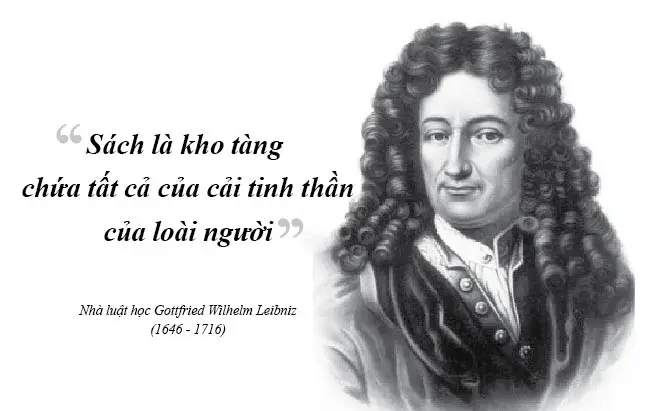 “Sách là kho tàng
chứa tất cả của cải tinh thần
của loài người”
Nhà luật học Gottfried Wilhelm Leibniz
(1646 - 1716)